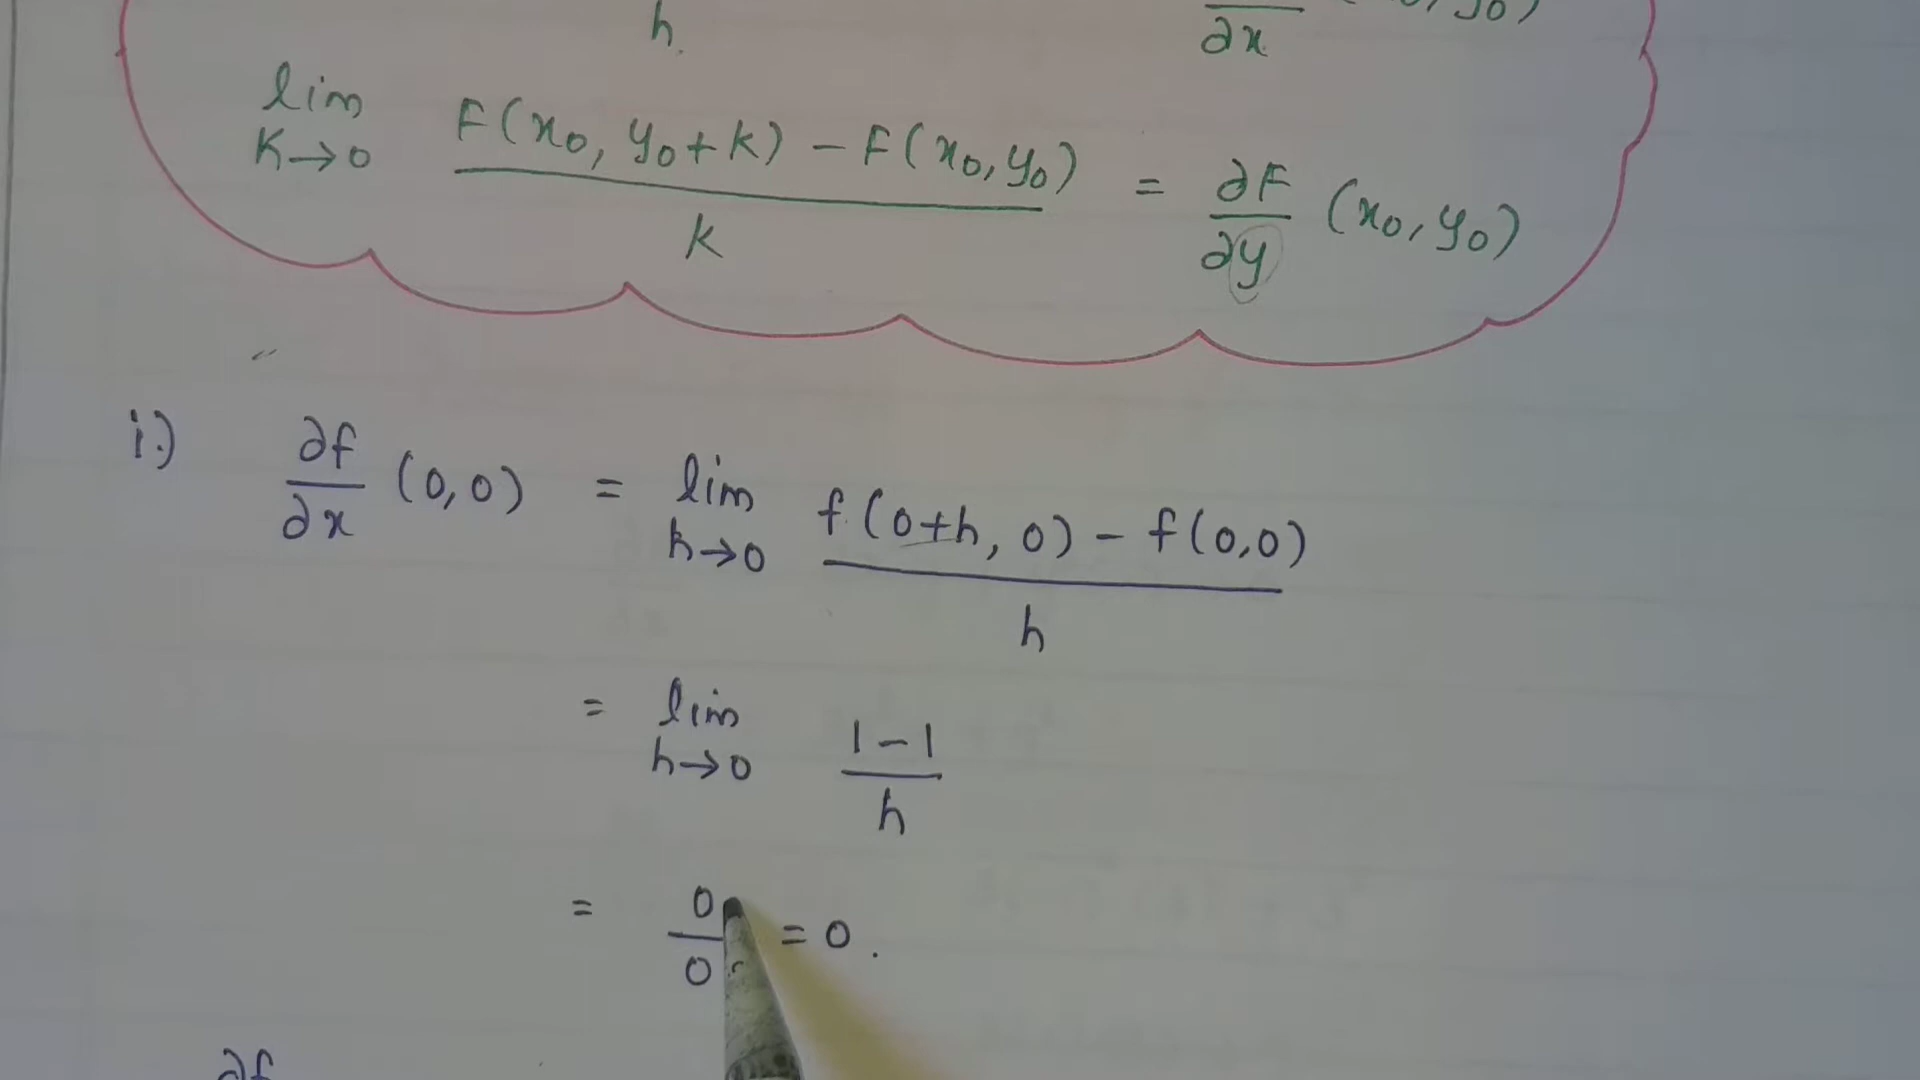 h
∂x
lim K→0 F(x₀, y₀+k) − F(x₀, y₀) / k = ∂F/∂y (x₀, y₀)
i.) ∂f/∂x (0,0) = lim h→0 f(0+h, 0) − f(0,0) / h
= lim h→0 1−1 / h
= 0/0 = 0.
∂f